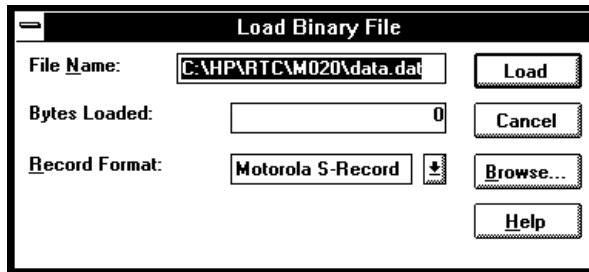 Load Binary File
File Name: C:\HP\RTC\M020\data.dat Load
Bytes Loaded: 0 Cancel
Record Format: Motorola S-Record Browse...
Help